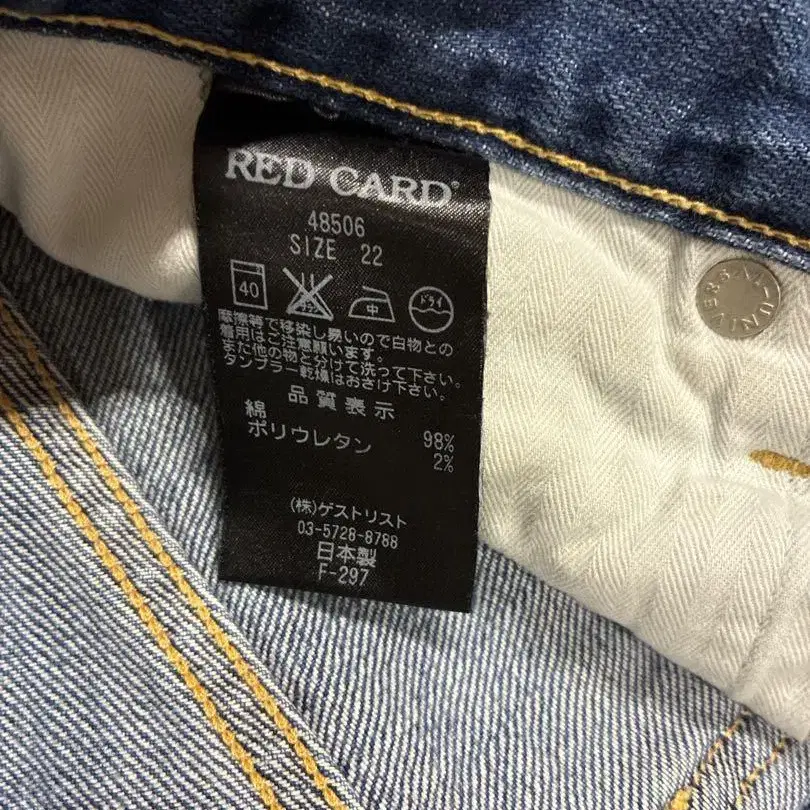 RED CARD®
48506
SIZE 22
40 中 ドライ
摩擦等で移染し易いので白物との
着用はご注意願います。
また他の物と分けて洗って下さい。
タンブラー乾燥はおさけ下さい。
品質表示
綿 98%
ポリウレタン 2%
(株)ゲストリスト
03-5728-8788
日本製
F-297
UNIVERSAL